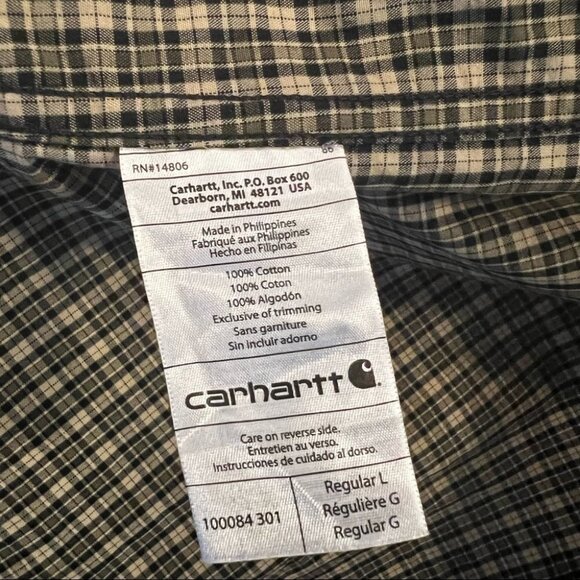 RN#14806
Carhartt, Inc. P.O. Box 600
Dearborn, MI 48121 USA
carhartt.com
Made in Philippines
Fabriqué aux Philippines
Hecho en Filipinas
100% Cotton
100% Coton
100% Algodón
Exclusive of trimming
Sans garniture
Sin incluir adorno
carhartt
Care on reverse side.
Entretien au verso.
Instrucciones de cuidado al dorso.
100084 301
Regular L
Régulière G
Regular G